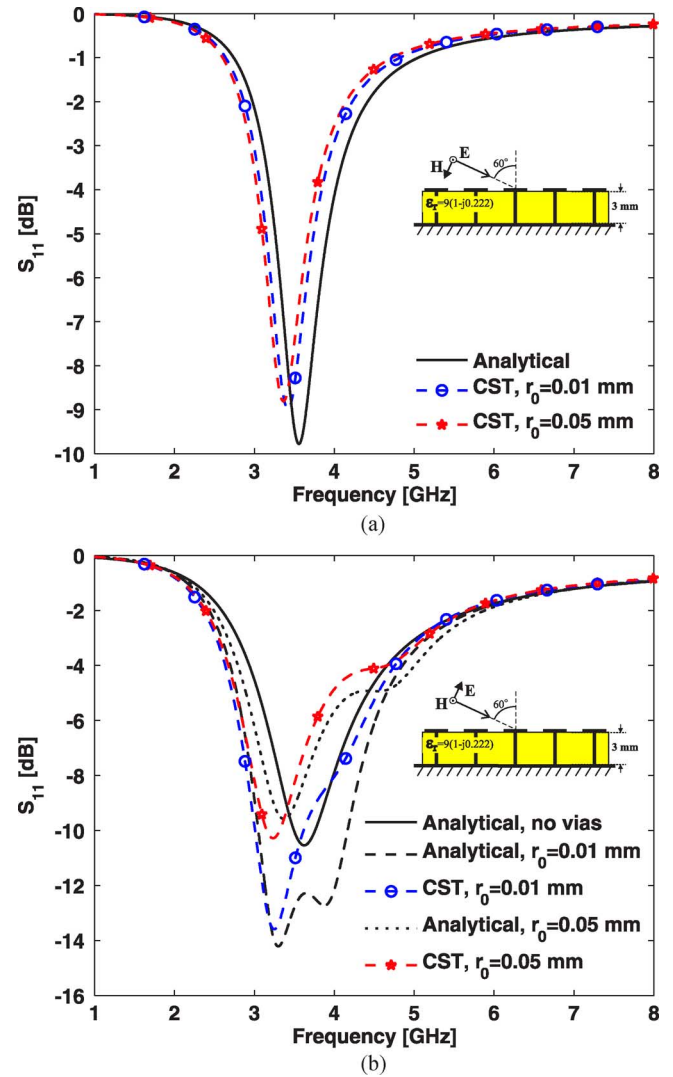 0
-1
-2
-3
-4
-5
-6
-7
-8
-9
-10
S11 [dB]
E
H
60°
εr=9(1-j0.222)
3 mm
Analytical
CST, r0=0.01 mm
CST, r0=0.05 mm
1 2 3 4 5 6 7 8
Frequency [GHz]
(a)
0
-2
-4
-6
-8
-10
-12
-14
-16
S11 [dB]
E
H
60°
εr=9(1-j0.222)
3 mm
Analytical, no vias
Analytical, r0=0.01 mm
CST, r0=0.01 mm
Analytical, r0=0.05 mm
CST, r0=0.05 mm
1 2 3 4 5 6 7 8
Frequency [GHz]
(b)